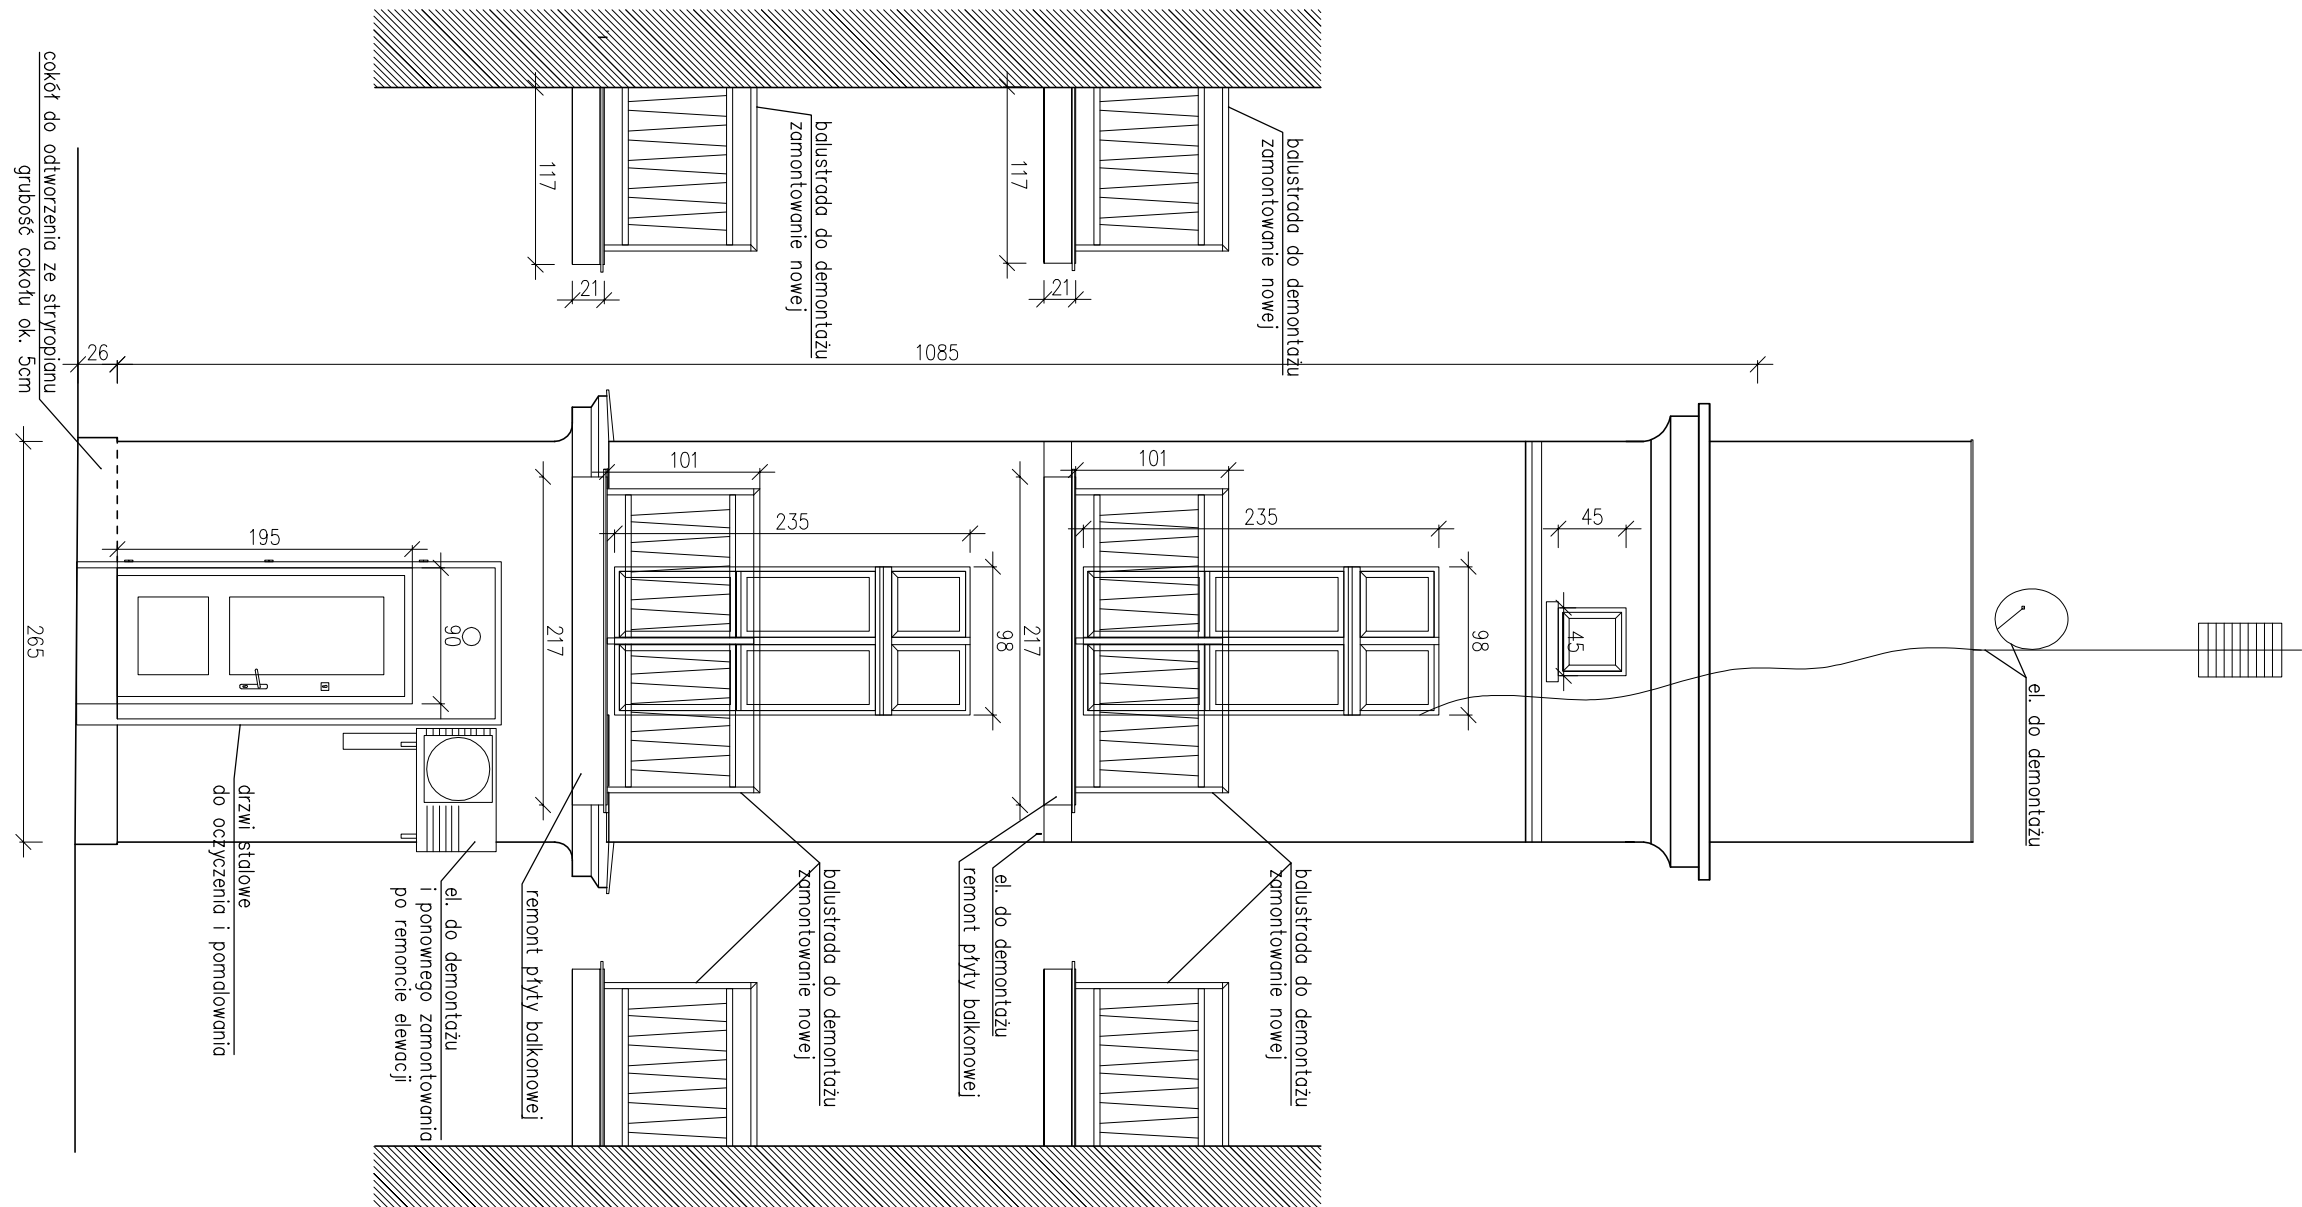 el. do demontażu
45
45
98
235
101
balustrada do demontażu
zamontowanie nowej
balustrada do demontażu
zamontowanie nowej
117
21
217
el. do demontażu
remont płyty balkonowej
98
235
101
balustrada do demontażu
zamontowanie nowej
balustrada do demontażu
zamontowanie nowej
117
21
217
remont płyty balkonowej
1085
26
el. do demontażu
i ponownego zamontowania
po remoncie elewacji
90
195
drzwi stalowe
do oczyczenia i pomalowania
cokół do odtworzenia ze stryropianu
grubość cokołu ok. 5cm
265